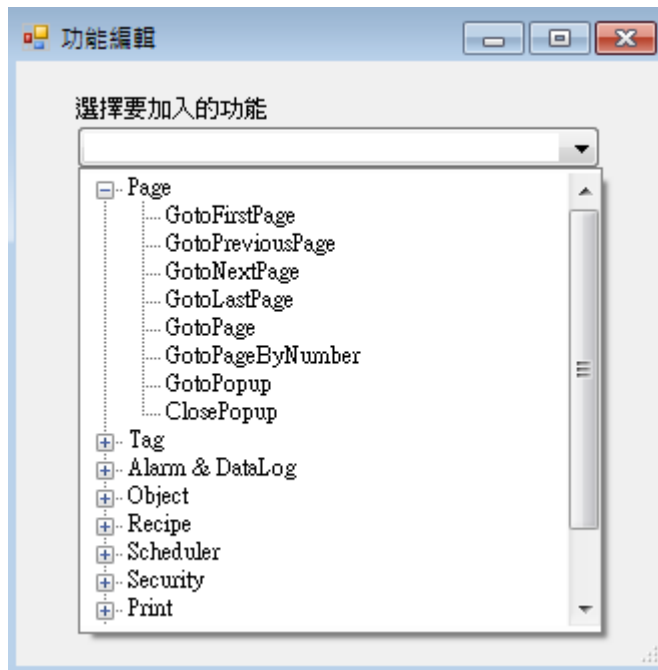 功能編輯
選擇要加入的功能
Page
GotoFirstPage
GotoPreviousPage
GotoNextPage
GotoLastPage
GotoPage
GotoPageByNumber
GotoPopup
ClosePopup
Tag
Alarm & DataLog
Object
Recipe
Scheduler
Security
Print